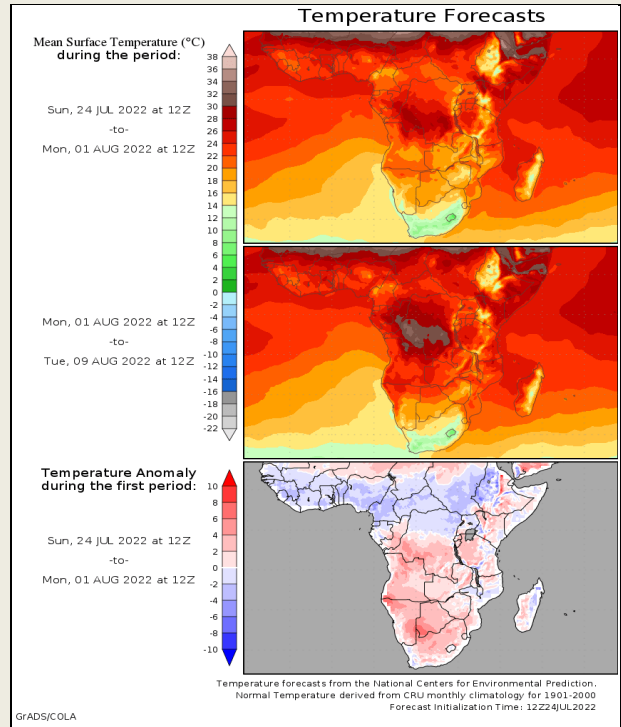 Temperature Forecasts
Mean Surface Temperature (°C)
during the period:
38
36
34
32
30
28
26
24
22
20
18
16
14
12
10
8
6
4
2
0
-2
-4
-6
-8
-10
-12
-14
-16
-18
-20
-22
Sun, 24 JUL 2022 at 12Z
-to-
Mon, 01 AUG 2022 at 12Z
Mon, 01 AUG 2022 at 12Z
-to-
Tue, 09 AUG 2022 at 12Z
Temperature Anomaly
during the first period:
10
8
6
4
2
0
-2
-4
-6
-8
-10
Sun, 24 JUL 2022 at 12Z
-to-
Mon, 01 AUG 2022 at 12Z
Temperature forecasts from the National Centers for Environmental Prediction.
Normal Temperature derived from CRU monthly climatology for 1901-2000
Forecast Initialization Time: 12Z24JUL2022
GrADS/COLA